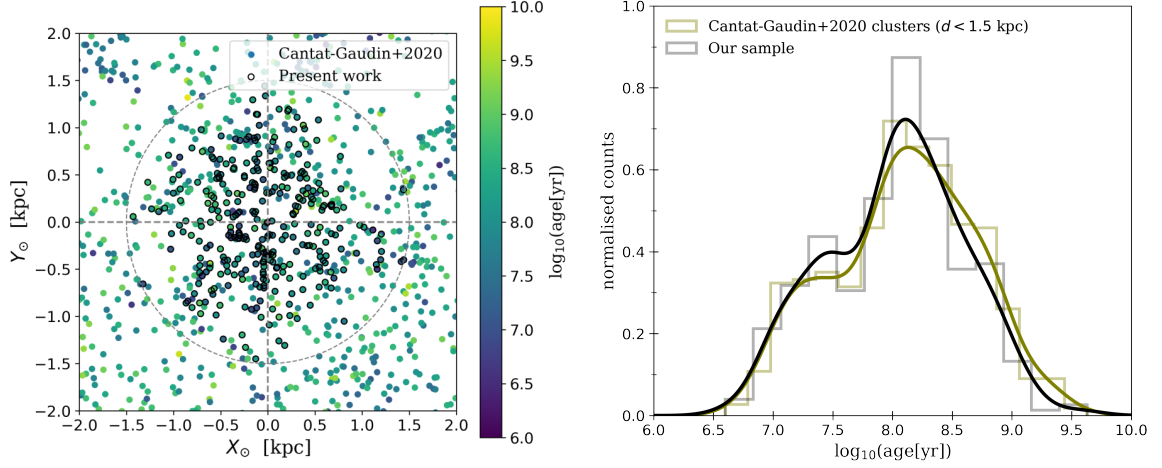 Cantat-Gaudin+2020
Present work
2.0
1.5
1.0
0.5
0.0
−0.5
−1.0
−1.5
−2.0
Y⊙ [kpc]
−2.0 −1.5 −1.0 −0.5 0.0 0.5 1.0 1.5 2.0
X⊙ [kpc]
10.0
9.5
9.0
8.5
8.0
7.5
7.0
6.5
6.0
log10(age[yr])
Cantat-Gaudin+2020 clusters (d < 1.5 kpc)
Our sample
1.0
0.8
0.6
0.4
0.2
0.0
normalised counts
6.0 6.5 7.0 7.5 8.0 8.5 9.0 9.5 10.0
log10(age[yr])